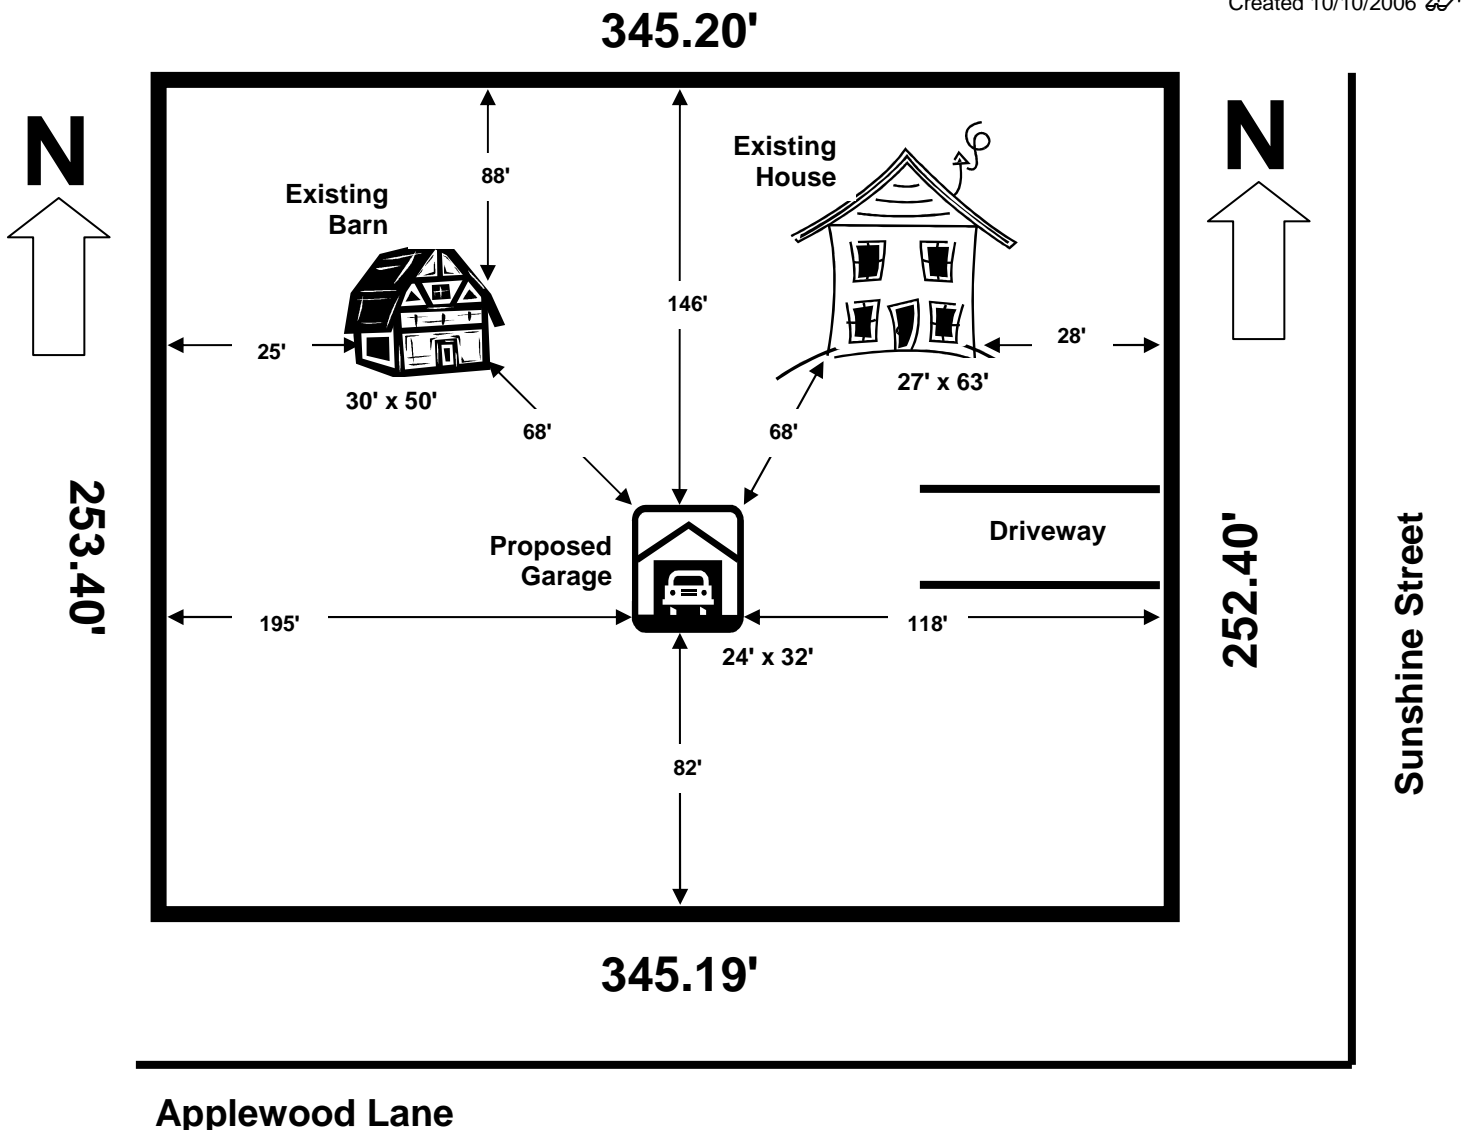 Created 10/10/2006
345.20'
N
N
Existing
Barn
88'
Existing
House
146'
25'
28'
30' x 50'
27' x 63'
68'
68'
253.40'
Proposed
Garage
Driveway
252.40'
Sunshine Street
195'
118'
24' x 32'
82'
345.19'
Applewood Lane